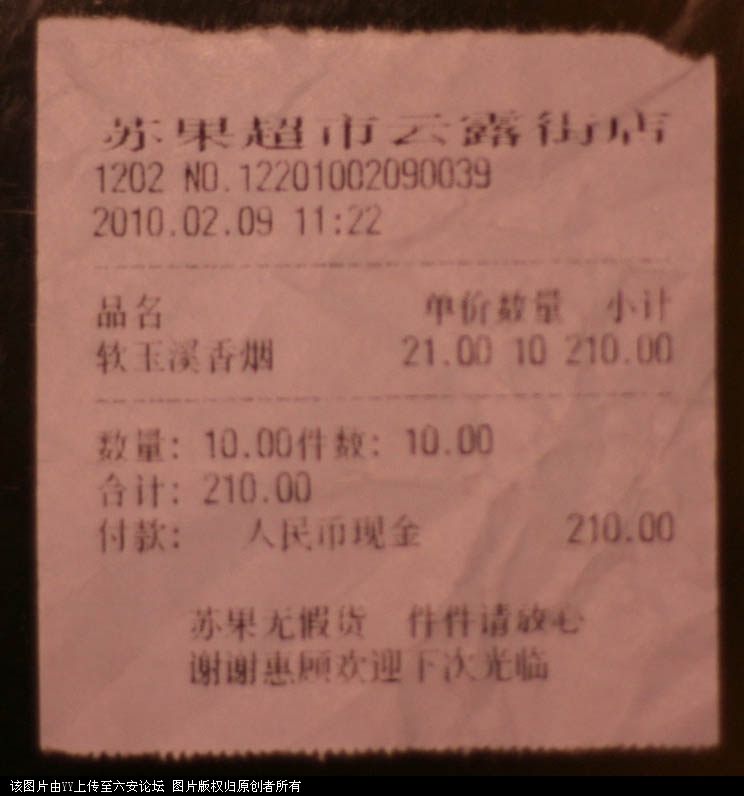 苏果超市云露街店
1202 NO.12201002090039
2010.02.09 11:22
品名 单价数量 小计
软玉溪香烟 21.00 10 210.00
数量: 10.00件数: 10.00
合计: 210.00
付款: 人民币现金 210.00
苏果无假货 件件请放心
谢谢惠顾欢迎下次光临
该图片由YY上传至六安论坛 图片版权归原创者所有